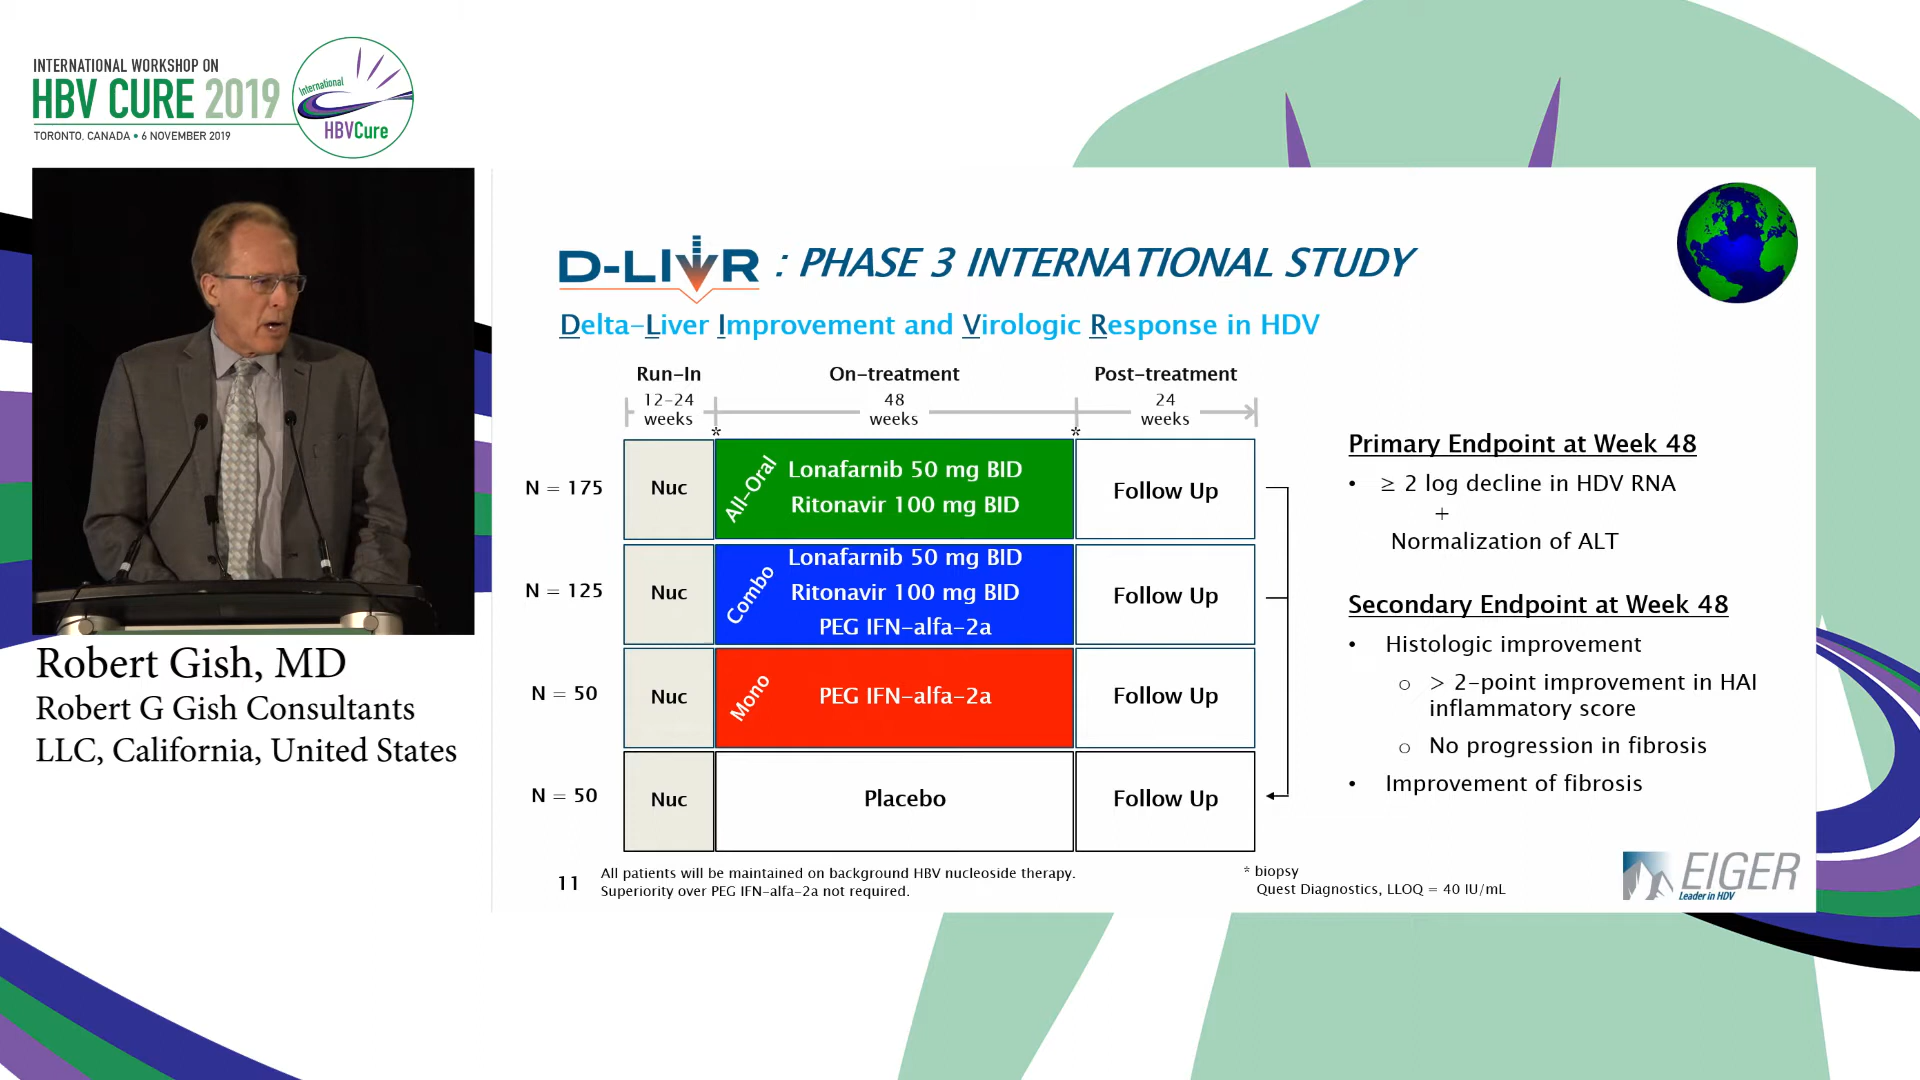 INTERNATIONAL WORKSHOP ON
HBV CURE 2019
TORONTO, CANADA • 6 NOVEMBER 2019
International
HBVCure
Robert Gish, MD
Robert G Gish Consultants
LLC, California, United States
D-LIVR : PHASE 3 INTERNATIONAL STUDY
Delta-Liver Improvement and Virologic Response in HDV
Run-In
On-treatment
Post-treatment
12-24
weeks
48
weeks
24
weeks
*
*
N = 175
Nuc
All-Oral
Lonafarnib 50 mg BID
Ritonavir 100 mg BID
Follow Up
N = 125
Nuc
Combo
Lonafarnib 50 mg BID
Ritonavir 100 mg BID
PEG IFN-alfa-2a
Follow Up
N = 50
Nuc
Mono
PEG IFN-alfa-2a
Follow Up
N = 50
Nuc
Placebo
Follow Up
Primary Endpoint at Week 48
• ≥ 2 log decline in HDV RNA
+
Normalization of ALT
Secondary Endpoint at Week 48
• Histologic improvement
o > 2-point improvement in HAI
inflammatory score
o No progression in fibrosis
• Improvement of fibrosis
11
All patients will be maintained on background HBV nucleoside therapy.
Superiority over PEG IFN-alfa-2a not required.
* biopsy
Quest Diagnostics, LLOQ = 40 IU/mL
EIGER
Leader in HDV